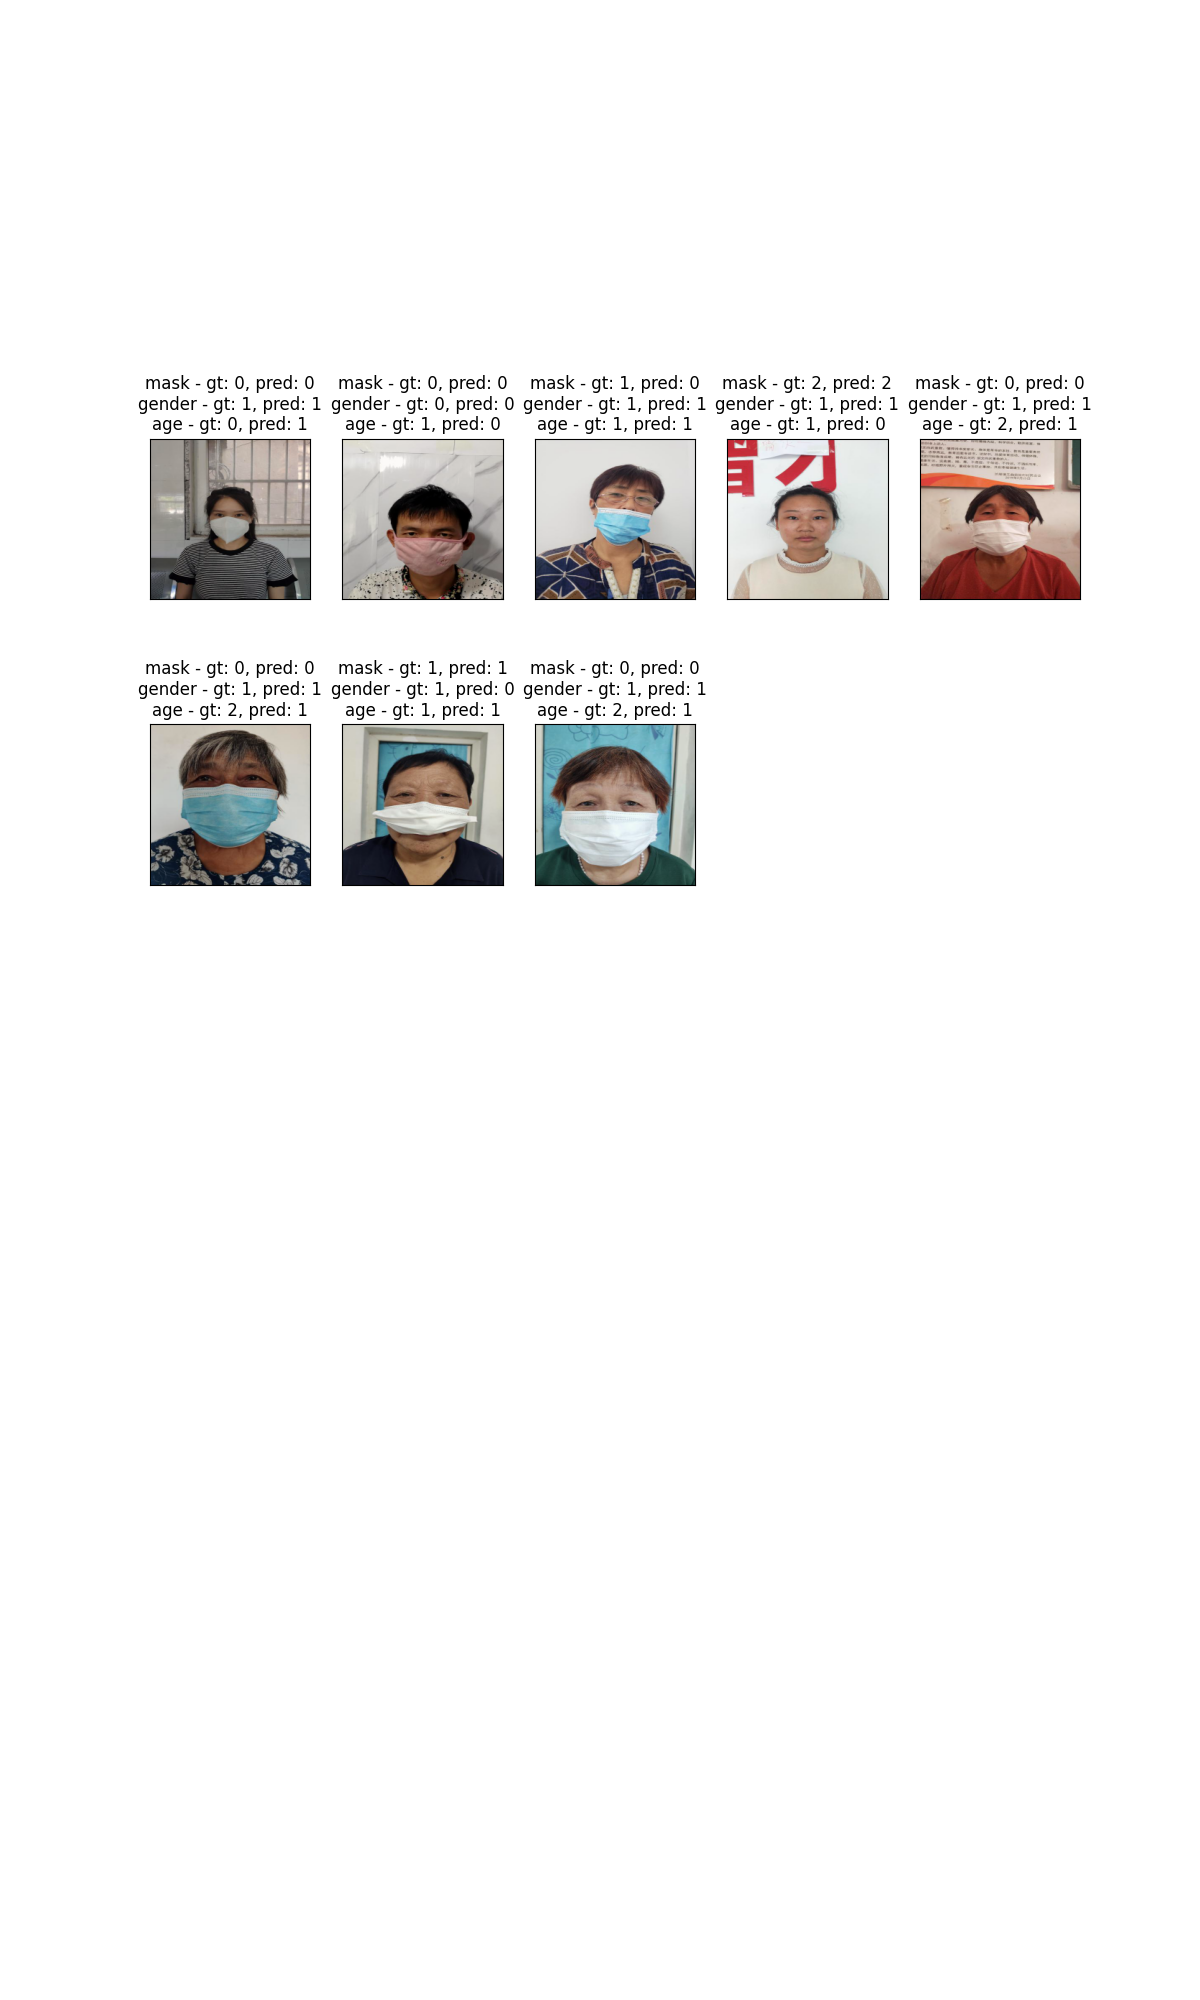 mask - gt: 0, pred: 0
gender - gt: 1, pred: 1
age - gt: 0, pred: 1
mask - gt: 0, pred: 0
gender - gt: 0, pred: 0
age - gt: 1, pred: 0
mask - gt: 1, pred: 0
gender - gt: 1, pred: 1
age - gt: 1, pred: 1
mask - gt: 2, pred: 2
gender - gt: 1, pred: 1
age - gt: 1, pred: 0
mask - gt: 0, pred: 0
gender - gt: 1, pred: 1
age - gt: 2, pred: 1
mask - gt: 0, pred: 0
gender - gt: 1, pred: 1
age - gt: 2, pred: 1
mask - gt: 1, pred: 1
gender - gt: 1, pred: 0
age - gt: 1, pred: 1
mask - gt: 0, pred: 0
gender - gt: 1, pred: 1
age - gt: 2, pred: 1